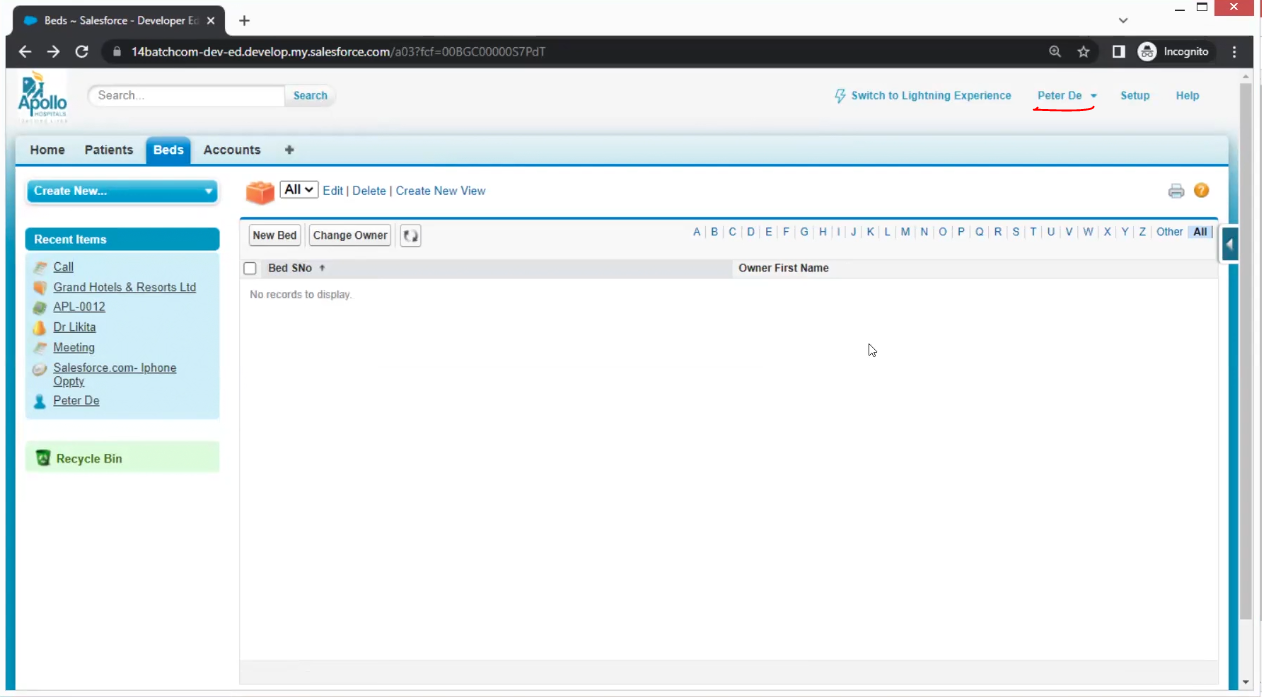 Beds ~ Salesforce - Developer Ed
14batchcom-dev-ed.develop.my.salesforce.com/a03?fcf=00BGC00000S7PdT
Incognito
Apollo
HOSPITALS
Search...
Search
Switch to Lightning Experience
Peter De
Setup
Help
Home
Patients
Beds
Accounts
Create New...
All
Edit | Delete | Create New View
Recent Items
Call
Grand Hotels & Resorts Ltd
APL-0012
Dr Likita
Meeting
Salesforce.com- Iphone
Oppty
Peter De
Recycle Bin
New Bed
Change Owner
A | B | C | D | E | F | G | H | I | J | K | L | M | N | O | P | Q | R | S | T | U | V | W | X | Y | Z | Other | All |
Bed SNo
Owner First Name
No records to display.